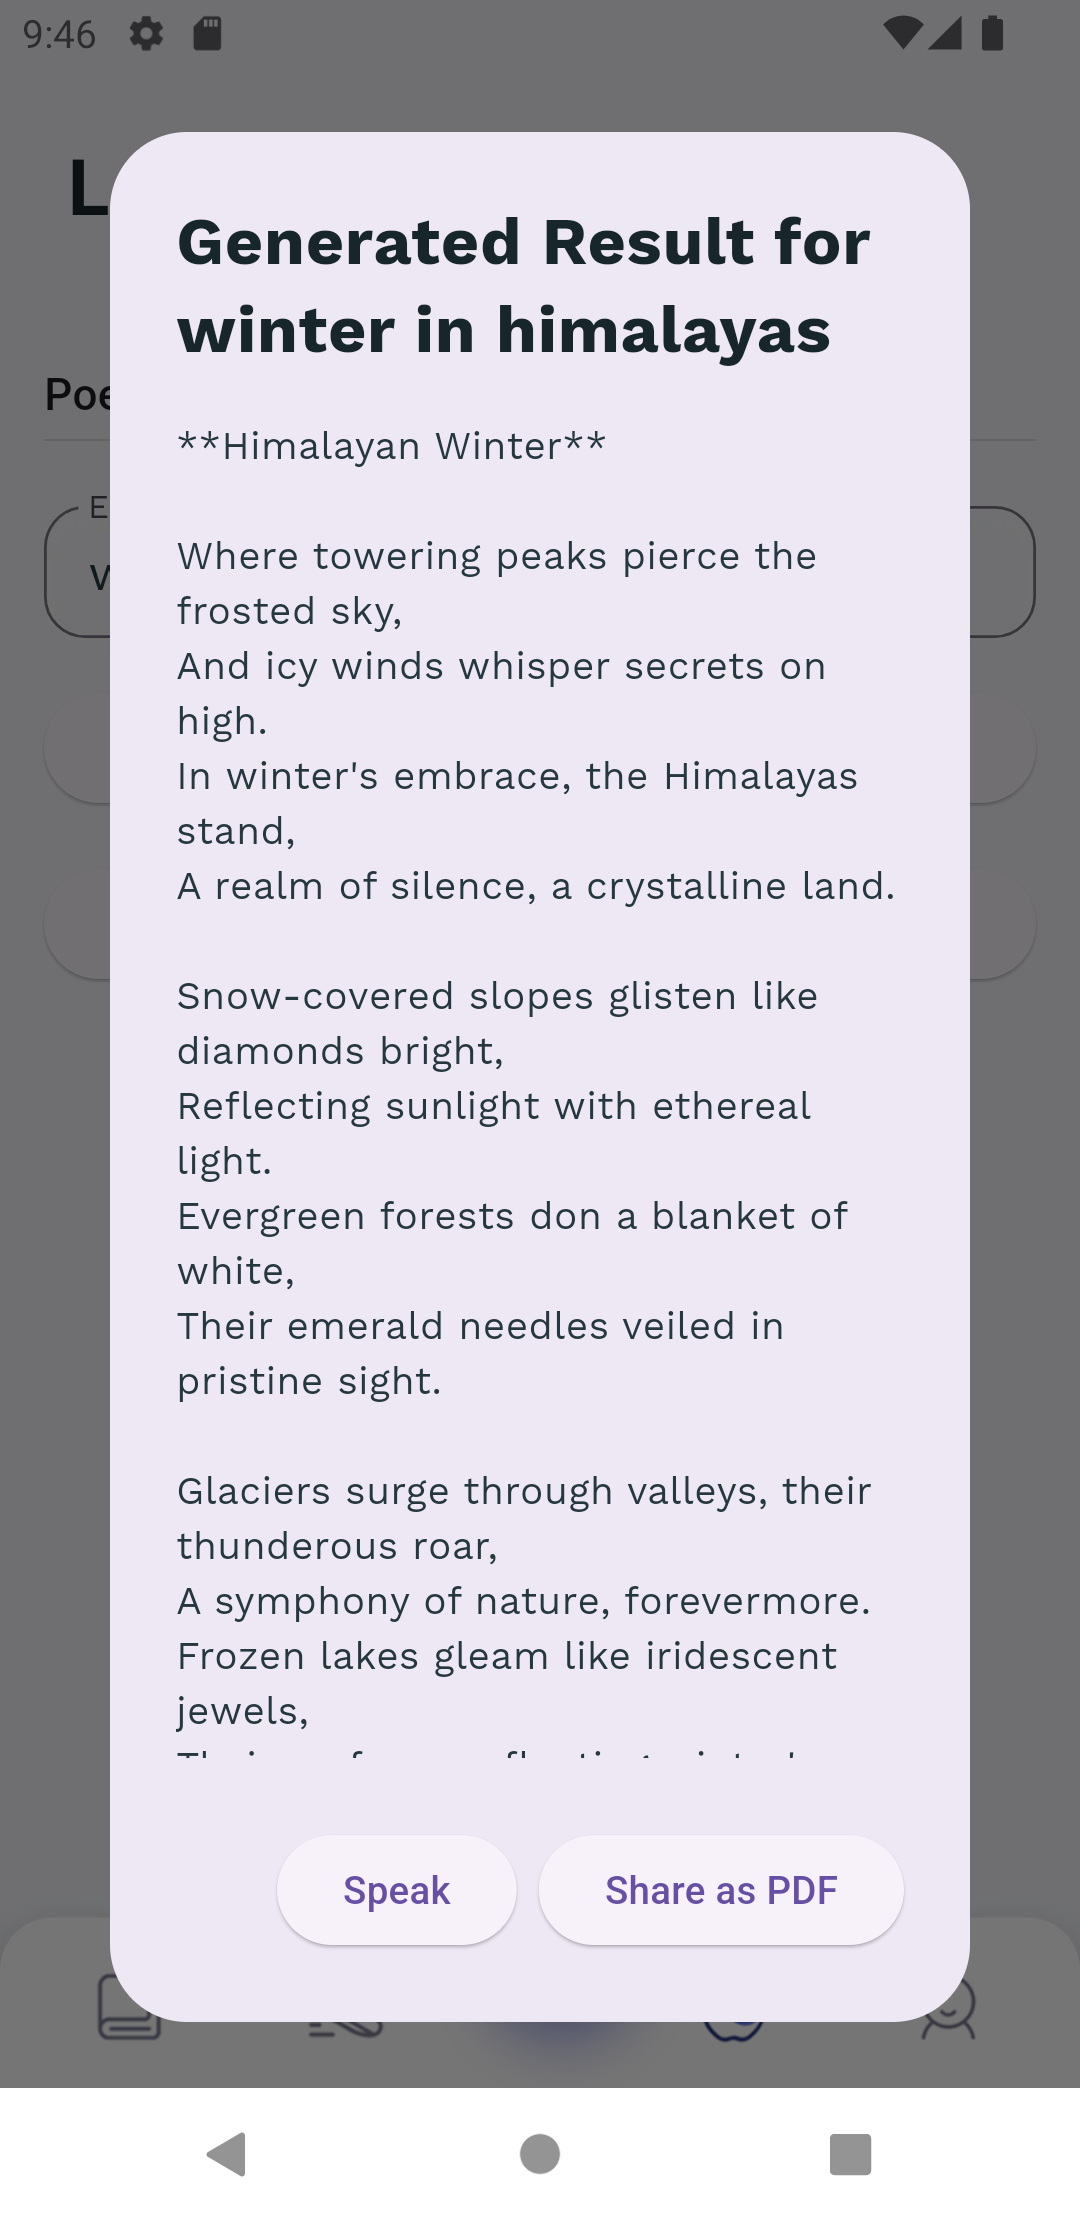 9:46
L
Generated Result for
winter in himalayas
Poe
**Himalayan Winter**
E
Where towering peaks pierce the
frosted sky,
And icy winds whisper secrets on
high.
In winter's embrace, the Himalayas
stand,
A realm of silence, a crystalline land.
Snow-covered slopes glisten like
diamonds bright,
Reflecting sunlight with ethereal
light.
Evergreen forests don a blanket of
white,
Their emerald needles veiled in
pristine sight.
Glaciers surge through valleys, their
thunderous roar,
A symphony of nature, forevermore.
Frozen lakes gleam like iridescent
jewels,
Speak
Share as PDF